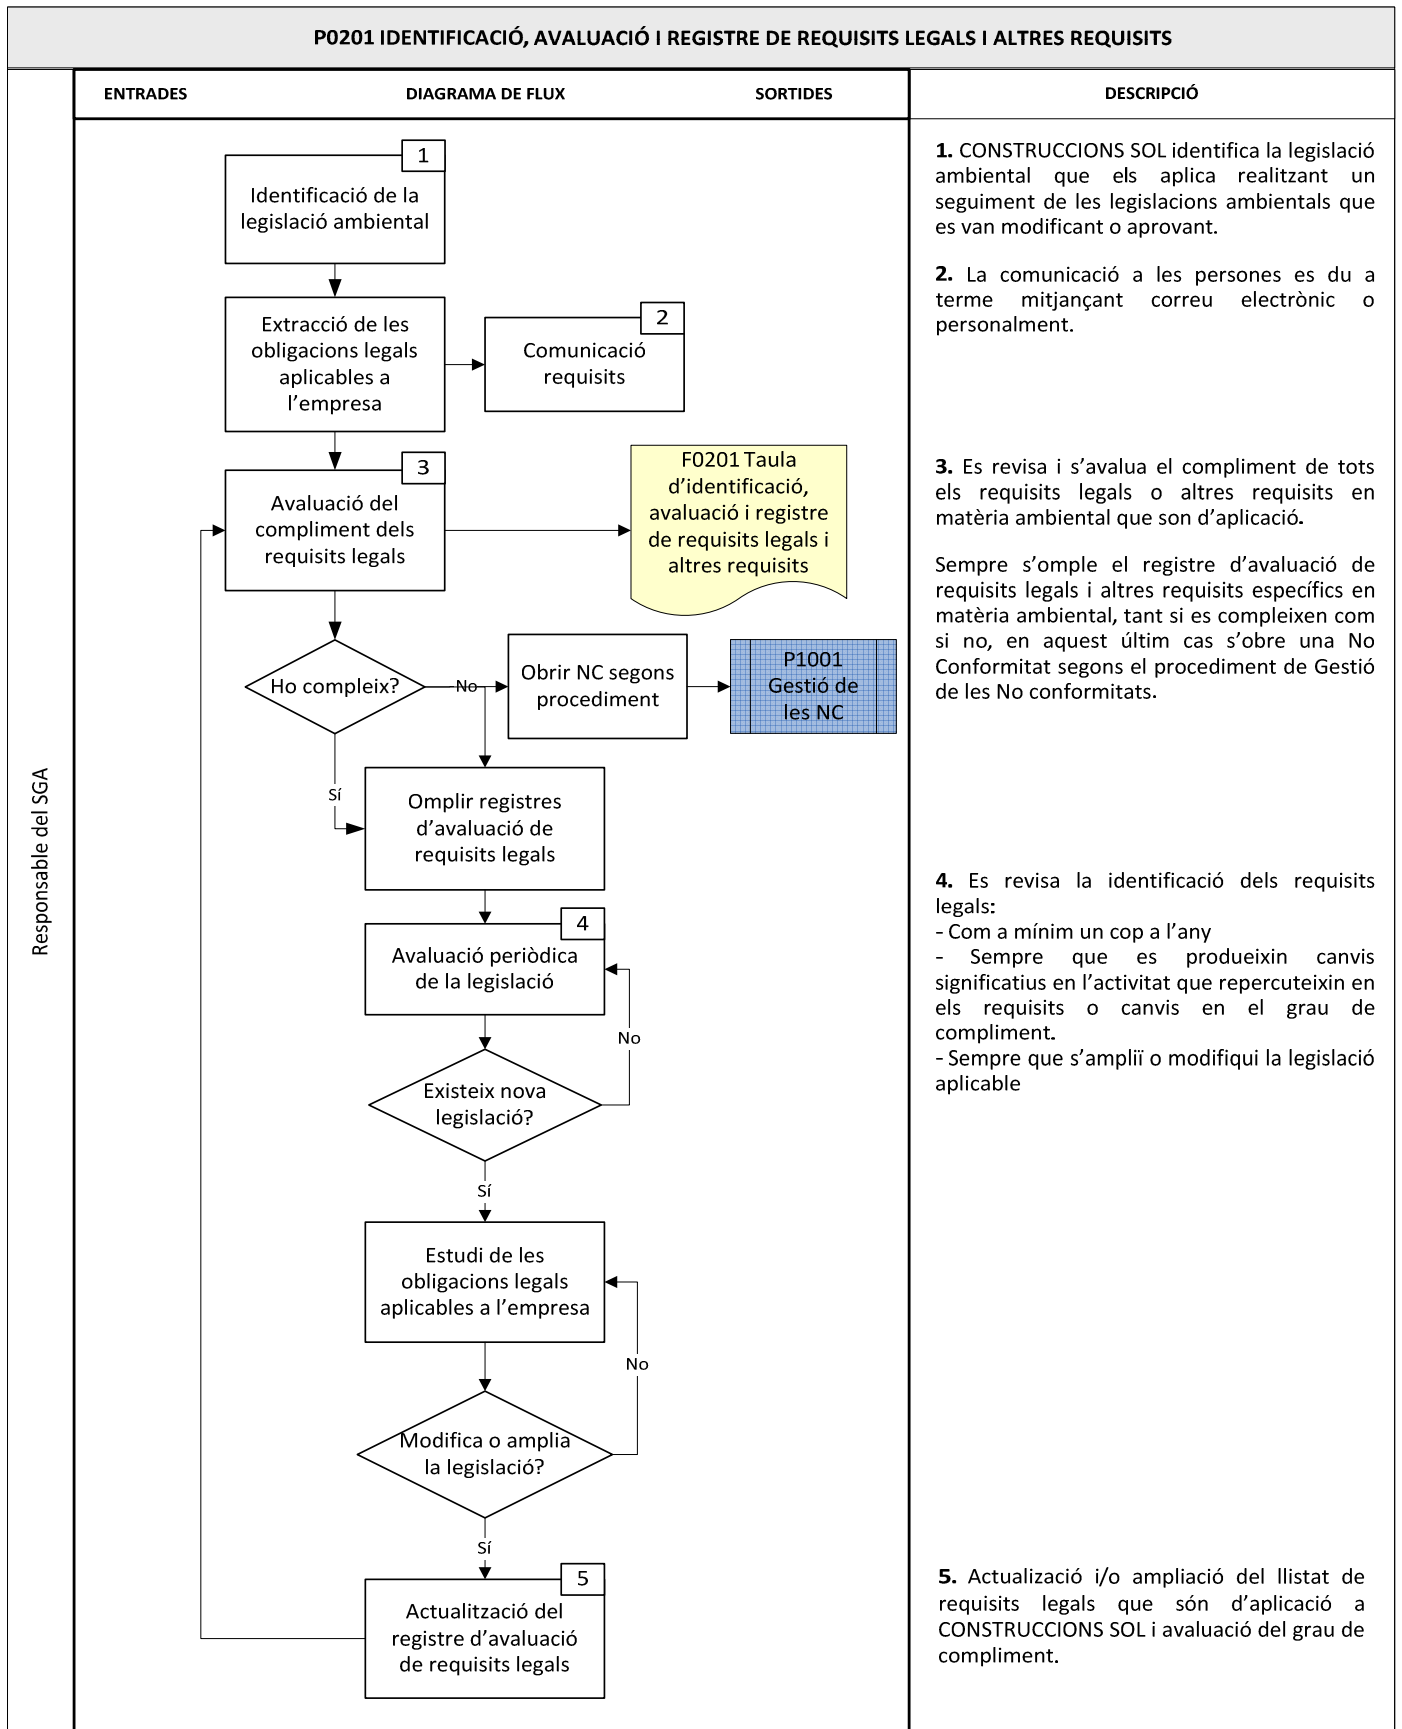 P0201 IDENTIFICACIÓ, AVALUACIÓ I REGISTRE DE REQUISITS LEGALS I ALTRES REQUISITS
ENTRADES
DIAGRAMA DE FLUX
SORTIDES
DESCRIPCIÓ
Responsable del SGA
1
Identificació de la
legislació ambiental
Extracció de les
obligacions legals
aplicables a
l’empresa
2
Comunicació
requisits
3
Avaluació del
compliment dels
requisits legals
F0201 Taula
d’identificació,
avaluació i registre
de requisits legals i
altres requisits
Ho compleix?
No
Obrir NC segons
procediment
P1001
Gestió de
les NC
Sí
Omplir registres
d’avaluació de
requisits legals
4
Avaluació periòdica
de la legislació
No
Existeix nova
legislació?
Sí
Estudi de les
obligacions legals
aplicables a l’empresa
No
Modifica o amplia
la legislació?
Sí
5
Actualització del
registre d’avaluació
de requisits legals
1. CONSTRUCCIONS SOL identifica la legislació
ambiental que els aplica realitzant un
seguiment de les legislacions ambientals que
es van modificant o aprovant.
2. La comunicació a les persones es du a
terme mitjançant correu electrònic o
personalment.
3. Es revisa i s’avalua el compliment de tots
els requisits legals o altres requisits en
matèria ambiental que son d’aplicació.
Sempre s’omple el registre d’avaluació de
requisits legals i altres requisits específics en
matèria ambiental, tant si es compleixen com
si no, en aquest últim cas s’obre una No
Conformitat segons el procediment de Gestió
de les No conformitats.
4. Es revisa la identificació dels requisits
legals:
- Com a mínim un cop a l’any
- Sempre que es produeixin canvis
significatius en l’activitat que repercuteixin en
els requisits o canvis en el grau de
compliment.
- Sempre que s’ampliï o modifiqui la legislació
aplicable
5. Actualizació i/o ampliació del llistat de
requisits legals que són d’aplicació a
CONSTRUCCIONS SOL i avaluació del grau de
compliment.